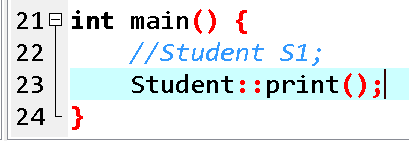 21 int main() {
22 //Student S1;
23 Student::print();
24 }